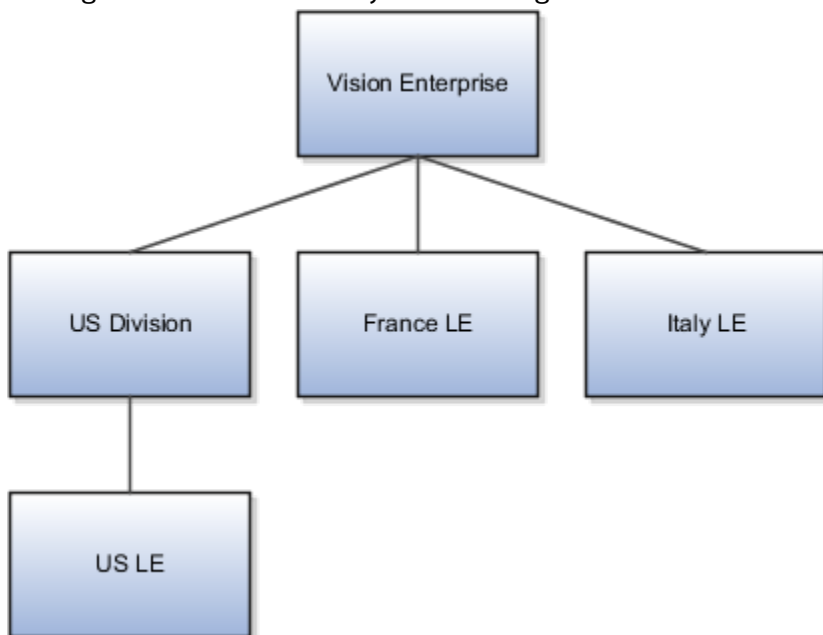 Vision Enterprise
US Division
France LE
Italy LE
US LE